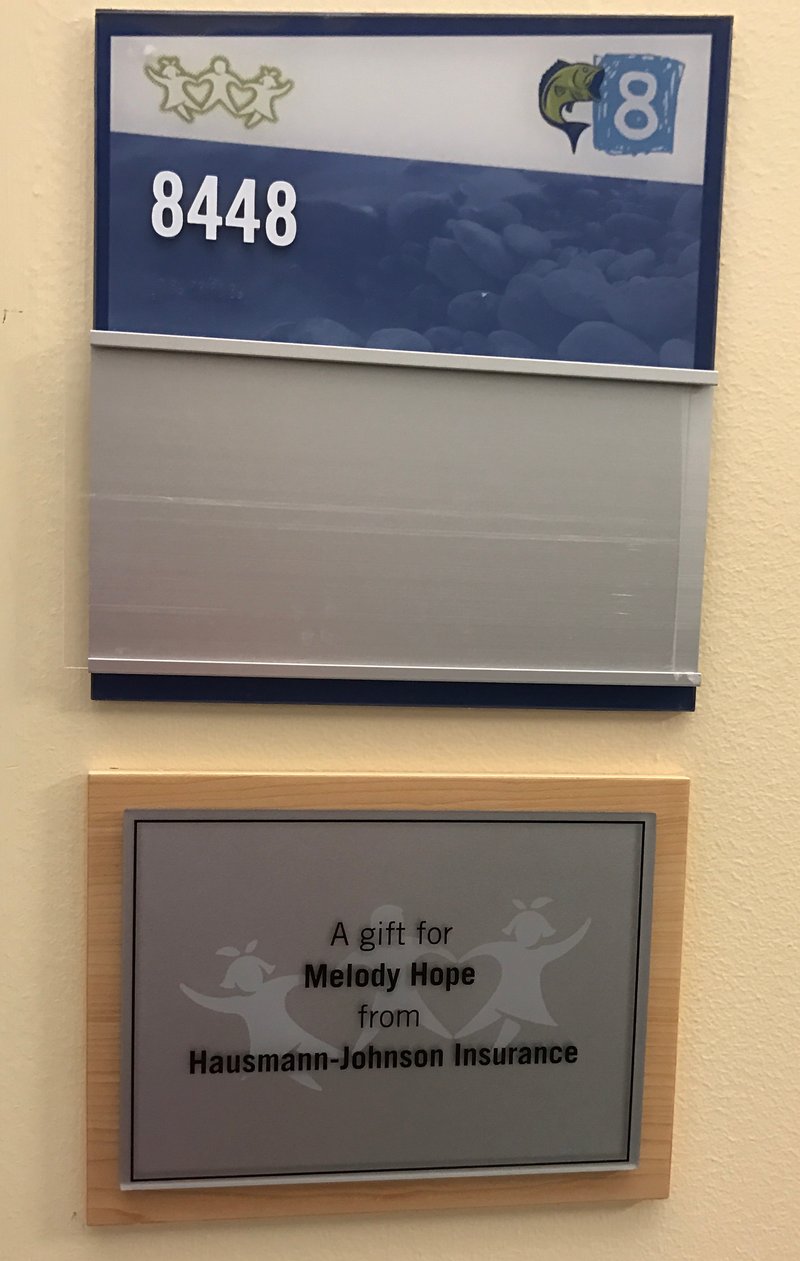 8
8448
A gift for
Melody Hope
from
Hausmann-Johnson Insurance